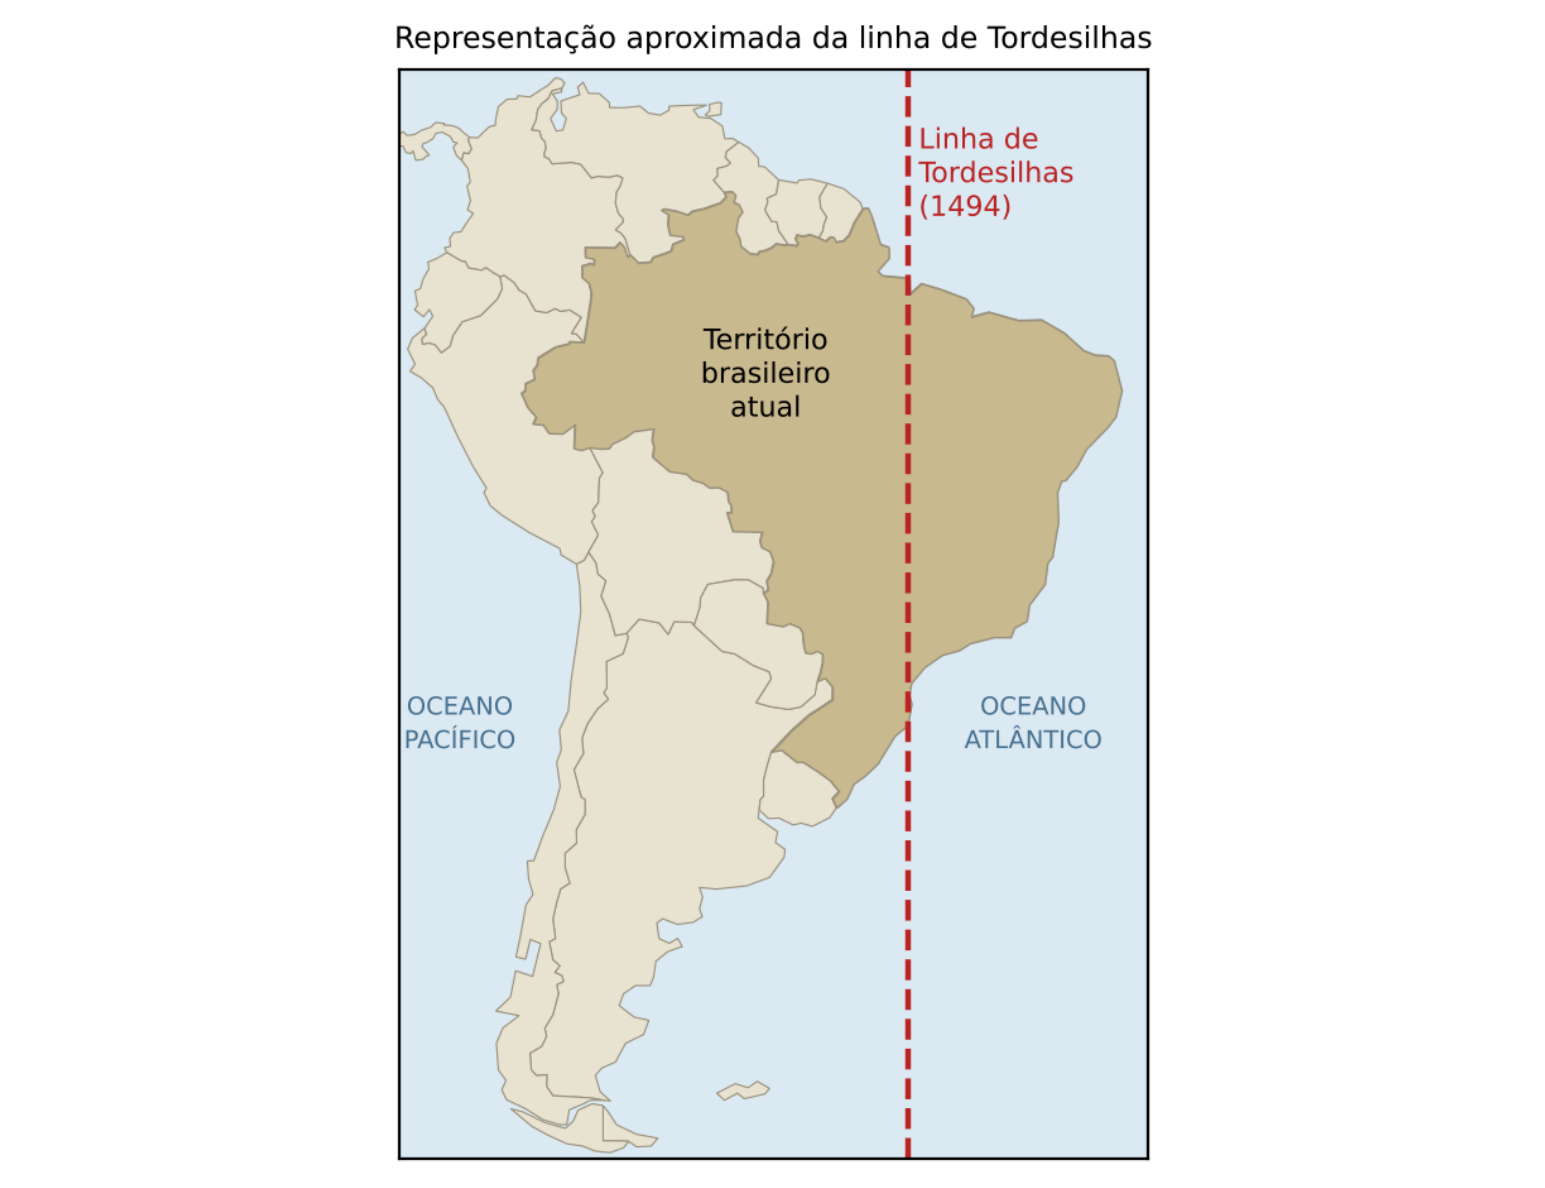 Representação aproximada da linha de Tordesilhas
Linha de
Tordesilhas
(1494)
Território
brasileiro
atual
OCEANO
PACÍFICO
OCEANO
ATLÂNTICO